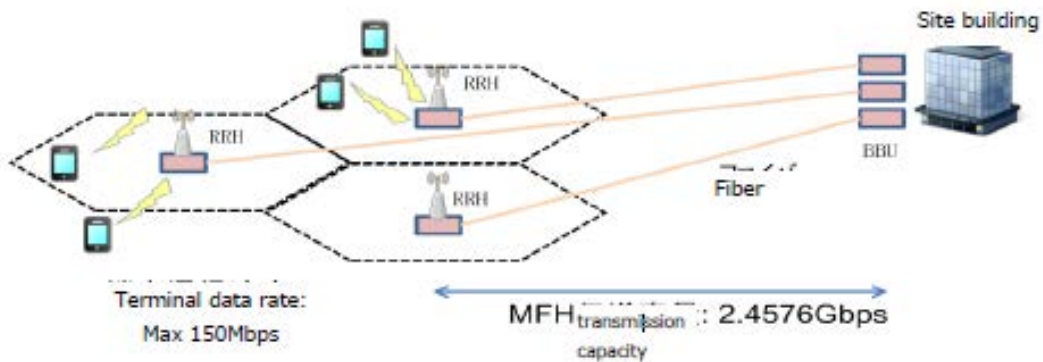 Site building
RRH
RRH
RRH
BBU
Fiber
Terminal data rate:
Max 150Mbps
MFH transmission : 2.4576Gbps
capacity